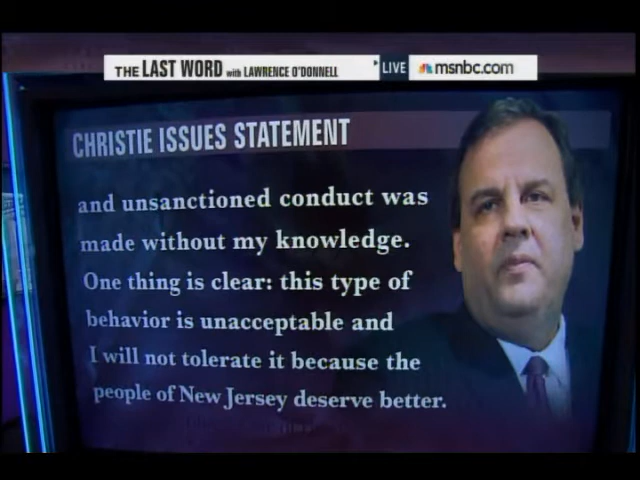 THE LAST WORD WITH LAWRENCE O'DONNELL LIVE msnbc.com
CHRISTIE ISSUES STATEMENT
and unsanctioned conduct was
made without my knowledge.
One thing is clear: this type of
behavior is unacceptable and
I will not tolerate it because the
people of New Jersey deserve better.